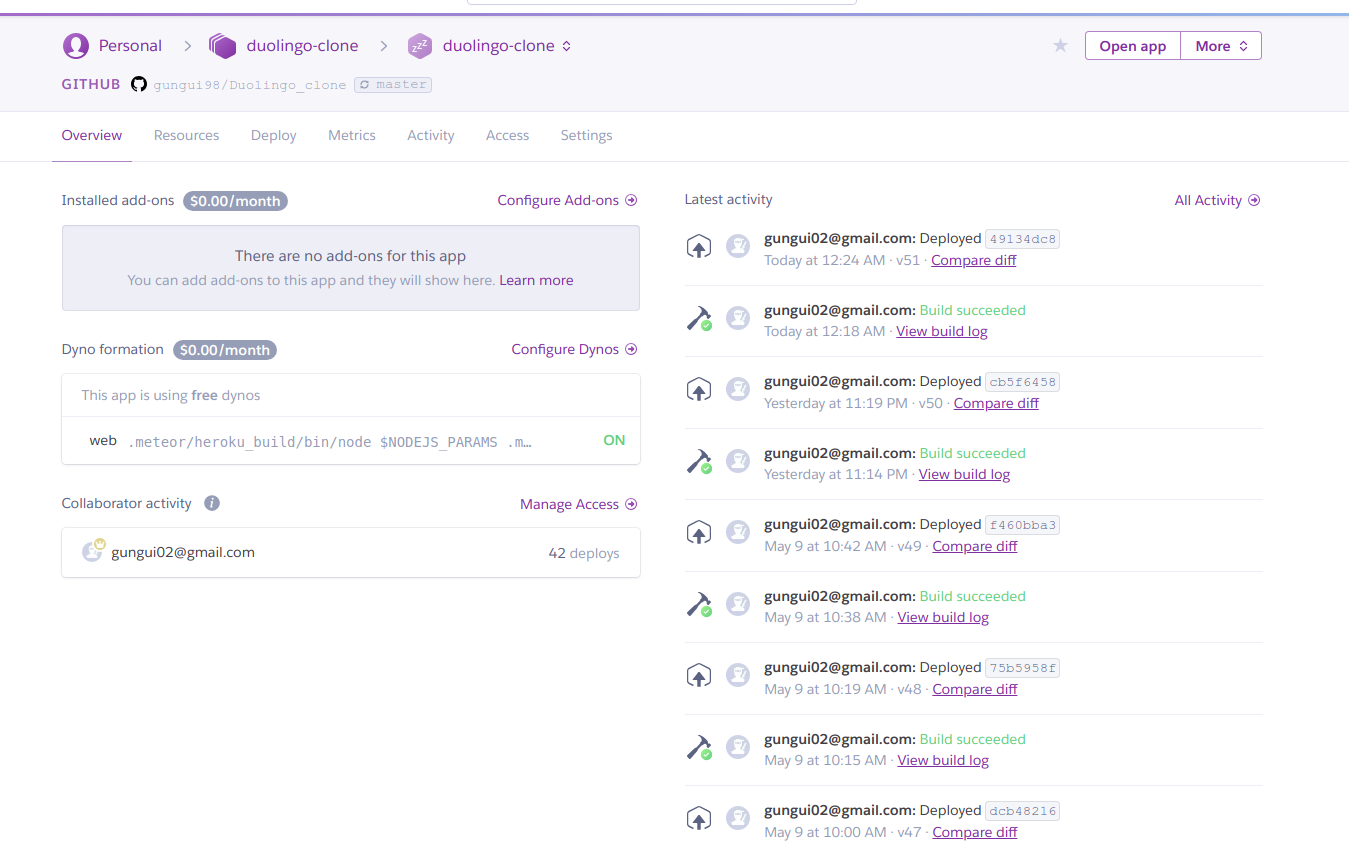 Personal > duolingo-clone > duolingo-clone
Open app More
GITHUB gungui98/Duolingo_clone master
Overview Resources Deploy Metrics Activity Access Settings
Installed add-ons $0.00/month Configure Add-ons
There are no add-ons for this app
You can add add-ons to this app and they will show here. Learn more
Dyno formation $0.00/month Configure Dynos
This app is using free dynos
web .meteor/heroku_build/bin/node $NODEJS_PARAMS .m… ON
Collaborator activity i Manage Access
gungui02@gmail.com 42 deploys
Latest activity All Activity
gungui02@gmail.com: Deployed 49134dc8
Today at 12:24 AM · v51 · Compare diff
gungui02@gmail.com: Build succeeded
Today at 12:18 AM · View build log
gungui02@gmail.com: Deployed cb5f6458
Yesterday at 11:19 PM · v50 · Compare diff
gungui02@gmail.com: Build succeeded
Yesterday at 11:14 PM · View build log
gungui02@gmail.com: Deployed f460bba3
May 9 at 10:42 AM · v49 · Compare diff
gungui02@gmail.com: Build succeeded
May 9 at 10:38 AM · View build log
gungui02@gmail.com: Deployed 75b5958f
May 9 at 10:19 AM · v48 · Compare diff
gungui02@gmail.com: Build succeeded
May 9 at 10:15 AM · View build log
gungui02@gmail.com: Deployed dcb48216
May 9 at 10:00 AM · v47 · Compare diff